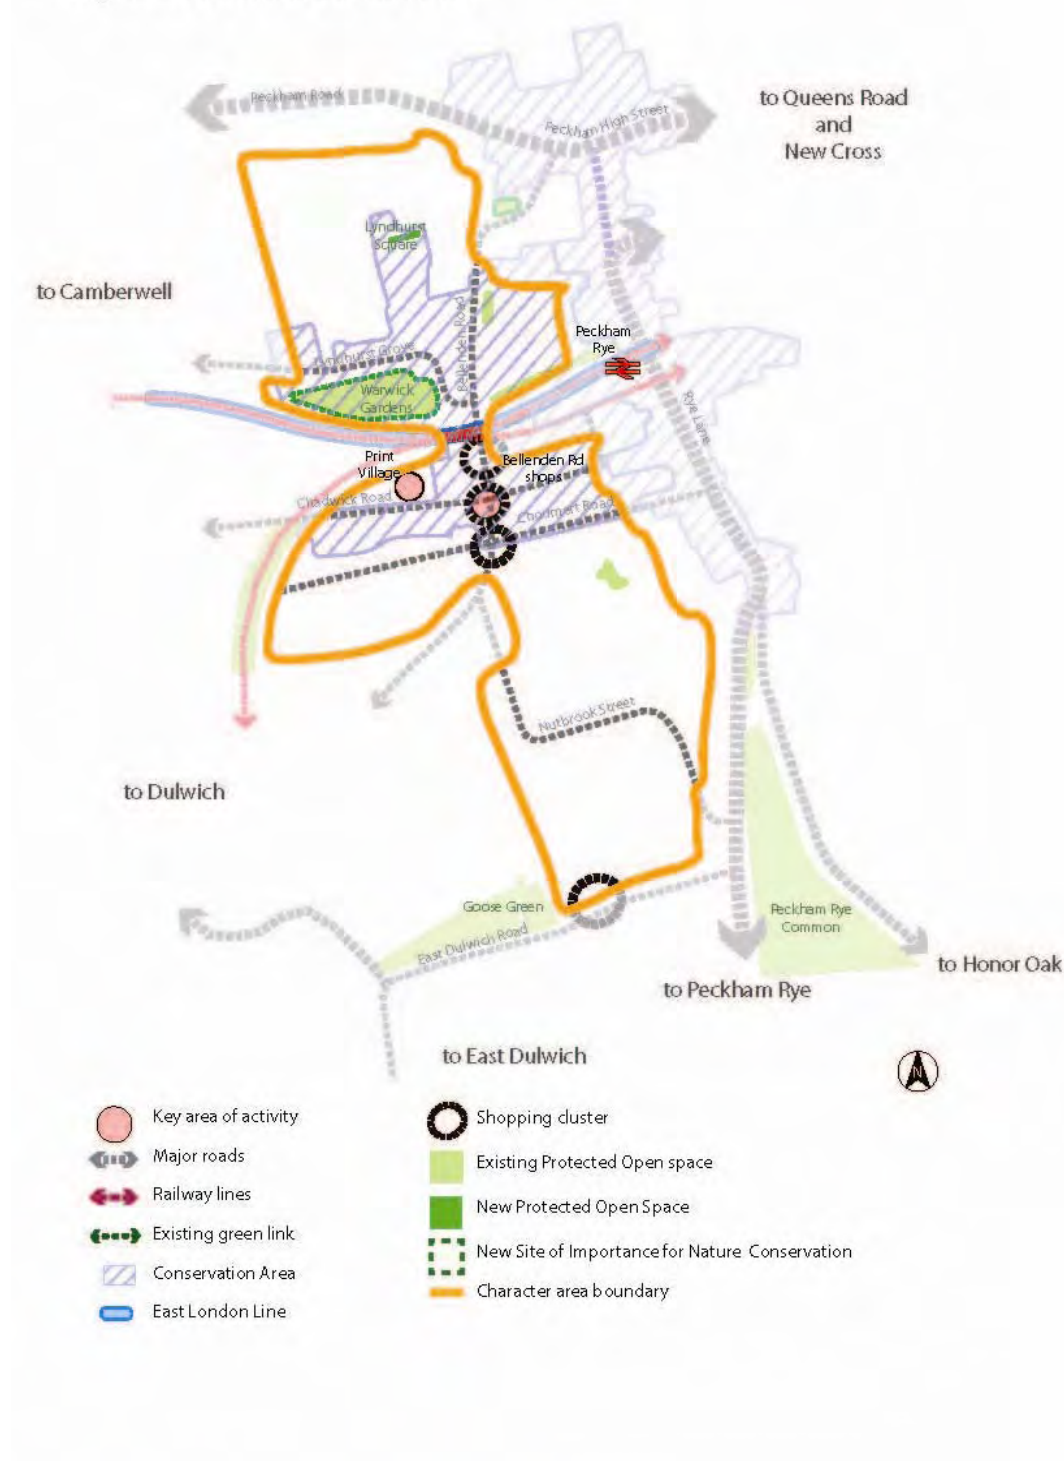 Peckham Road
Peckham High Street
to Queens Road
and
New Cross
Lyndhurst
Square
to Camberwell
Bellenden Road
Peckham
Rye
Lyndhurst Grove
Warwick
Gardens
Rye Lane
Print
Village
Bellenden Rd
shops
Chadwick Road
Choumert Road
Nutbrook Street
to Dulwich
Goose Green
East Dulwich Road
Peckham Rye
Common
to Honor Oak
to Peckham Rye
to East Dulwich
N
Key area of activity
Major roads
Railway lines
Existing green link
Conservation Area
East London Line
Shopping cluster
Existing Protected Open space
New Protected Open Space
New Site of Importance for Nature Conservation
Character area boundary